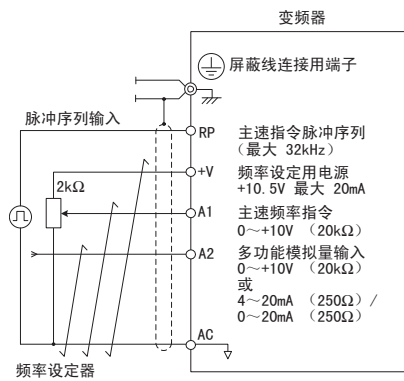 变频器
屏蔽线连接用端子
脉冲序列输入
RP 主速指令脉冲序列
（最大 32kHz）
+V 频率设定用电源
+10.5V 最大 20mA
2kΩ
A1 主速频率指令
0～+10V （20kΩ）
A2 多功能模拟量输入
0～+10V （20kΩ）
或
4～20mA （250Ω）/
0～20mA （250Ω）
AC
频率设定器